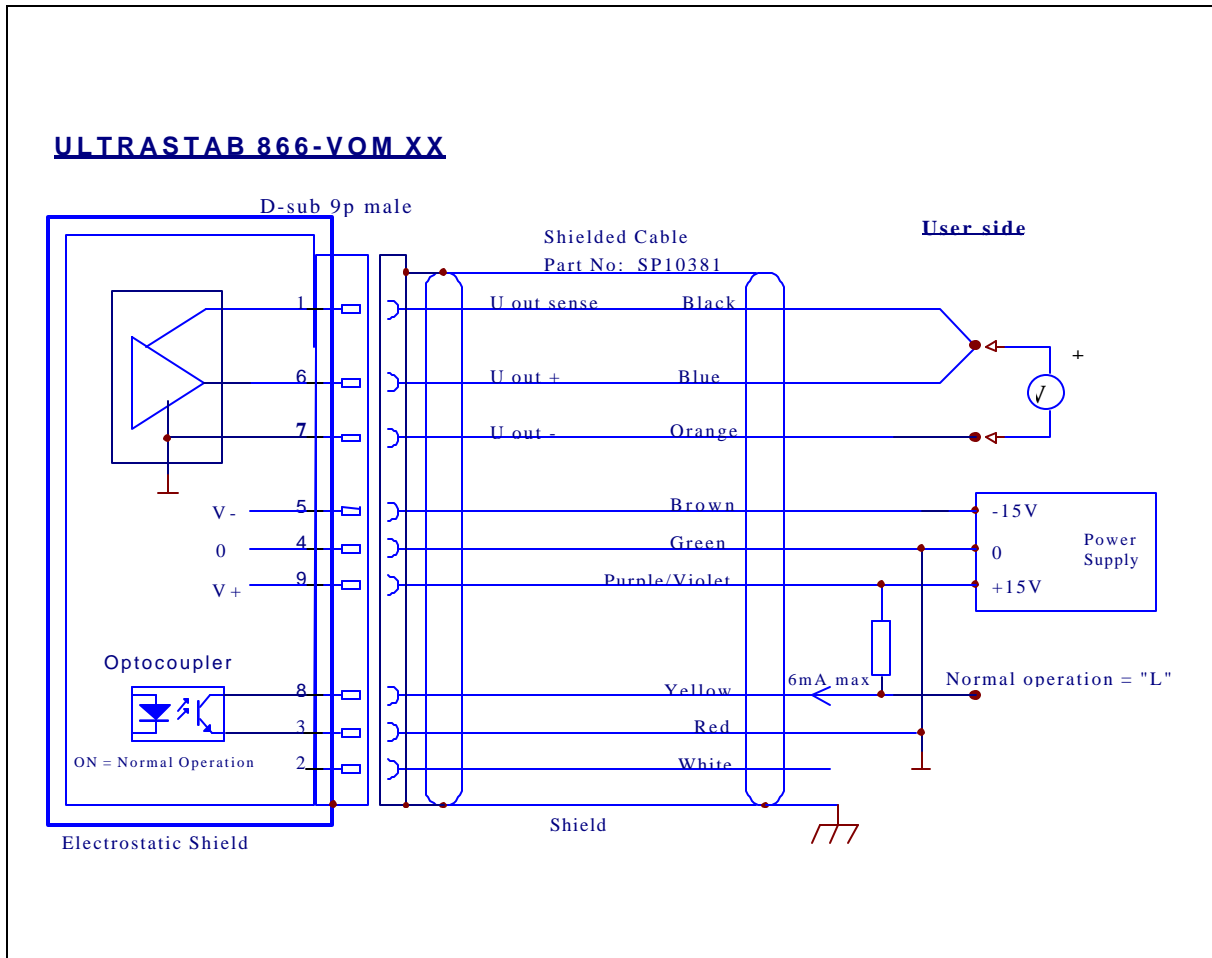 ULTRASTAB 866-VOM XX
D-sub 9p male
User side
Shielded Cable
Part No: SP10381
1
U out sense
Black
+
6
U out +
Blue
V
7
U out -
Orange
V-
5
Brown
-15V
0
4
Green
0
Power
Supply
V+
9
Purple/Violet
+15V
Optocoupler
8
Yellow
6mA max
Normal operation = "L"
3
Red
ON = Normal Operation
2
White
Shield
Electrostatic Shield